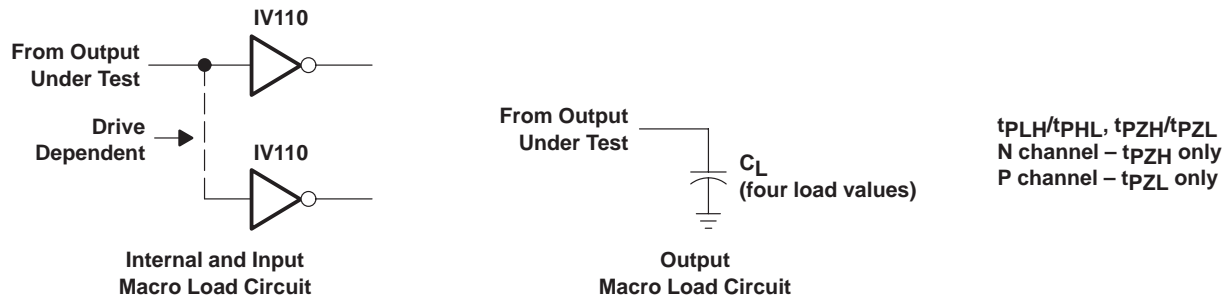 IV110
From Output
Under Test
Drive
Dependent
IV110
Internal and Input
Macro Load Circuit
From Output
Under Test
CL
(four load values)
Output
Macro Load Circuit
tPLH/tPHL, tPZH/tPZL
N channel – tPZH only
P channel – tPZL only